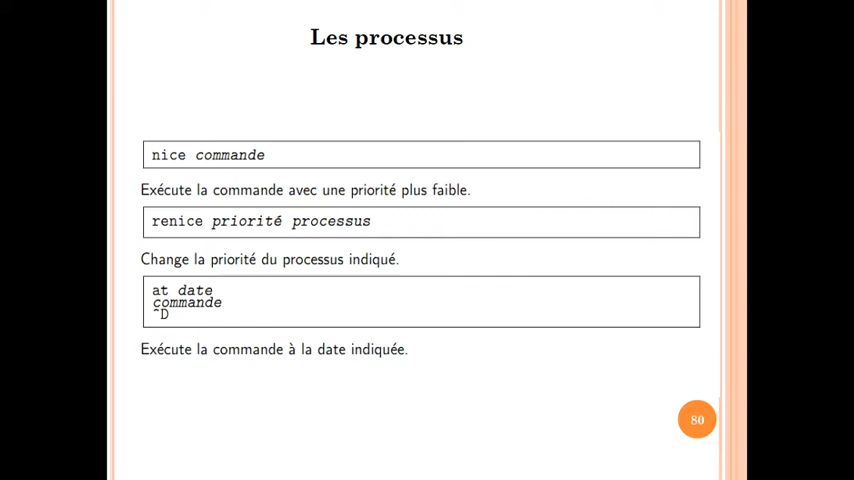 Les processus
nice commande
Exécute la commande avec une priorité plus faible.
renice priorité processus
Change la priorité du processus indiqué.
at date
commande
^D
Exécute la commande à la date indiquée.
80